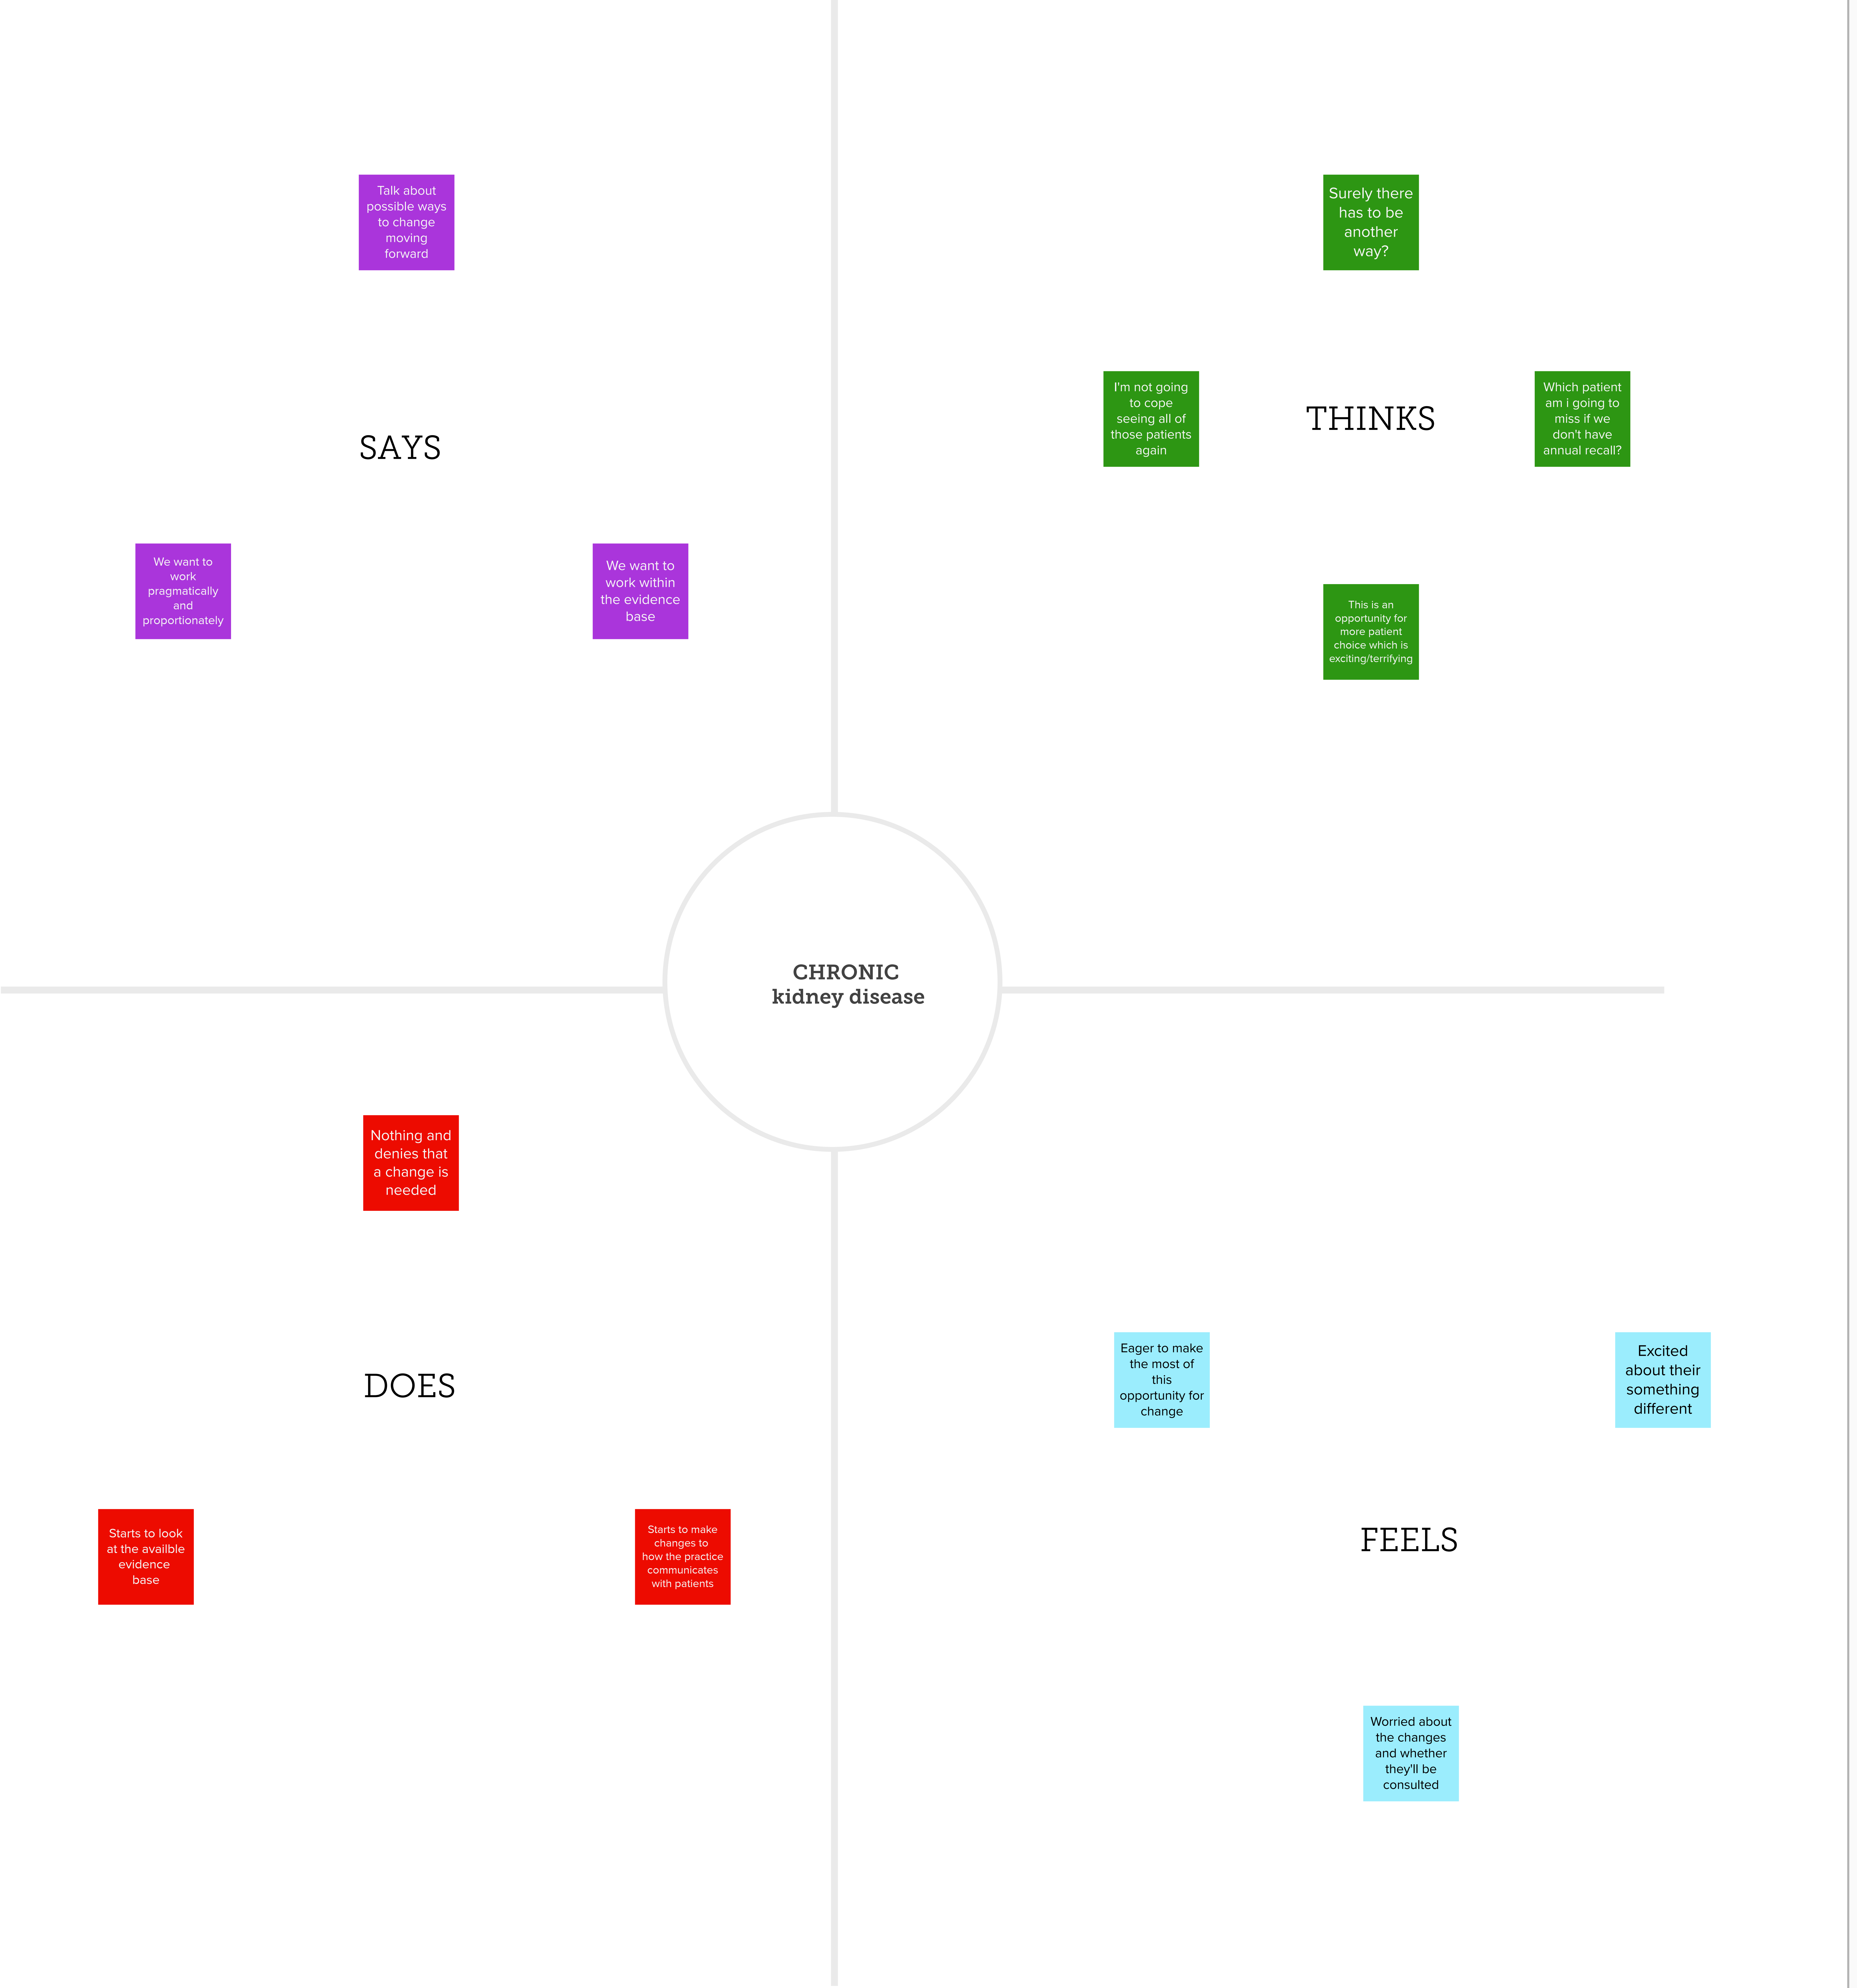 Talk about
possible ways
to change
moving
forward
SAYS
We want to
work
pragmatically
and
proportionately
We want to
work within
the evidence
base
Surely there
has to be
another
way?
I'm not going
to cope
seeing all of
those patients
again
THINKS
Which patient
am i going to
miss if we
don't have
annual recall?
This is an
opportunity for
more patient
choice which is
exciting/terrifying
CHRONIC
kidney disease
Nothing and
denies that
a change is
needed
DOES
Starts to look
at the availble
evidence
base
Starts to make
changes to
how the practice
communicates
with patients
Eager to make
the most of
this
opportunity for
change
Excited
about their
something
different
FEELS
Worried about
the changes
and whether
they'll be
consulted